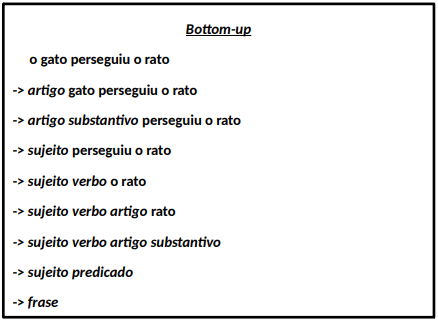 Bottom-up
o gato perseguiu o rato
-> artigo gato perseguiu o rato
-> artigo substantivo perseguiu o rato
-> sujeito perseguiu o rato
-> sujeito verbo o rato
-> sujeito verbo artigo rato
-> sujeito verbo artigo substantivo
-> sujeito predicado
-> frase